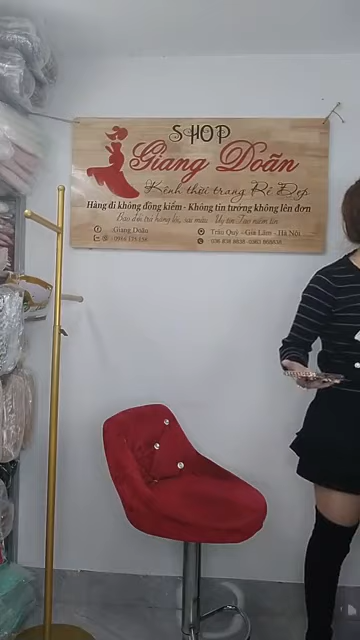 SHOP
Giang Doãn
Kênh thời trang Rẻ Đẹp
Hàng đi không đồng kiểm - Không tin tưởng không lên đơn
Bao đổi trả hàng lỗi, sai mẫu Uy tín Tạo niềm tin
Giang Doãn
Trâu Quỳ - Gia Lâm - Hà Nội